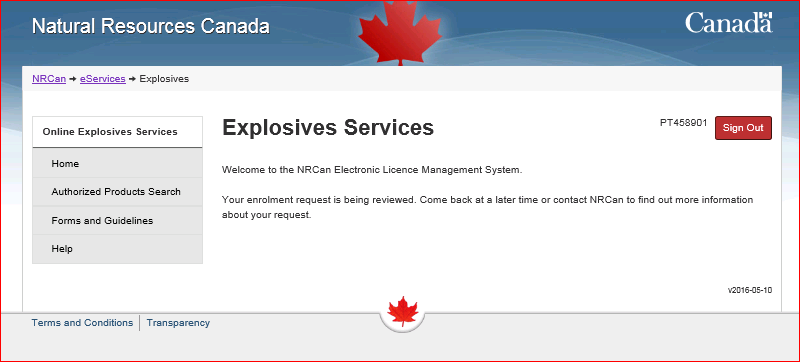 Natural Resources Canada
Canada
NRCan ➔ eServices ➔ Explosives
Online Explosives Services
Home
Authorized Products Search
Forms and Guidelines
Help
Explosives Services
PT458901
Sign Out
Welcome to the NRCan Electronic Licence Management System.
Your enrolment request is being reviewed. Come back at a later time or contact NRCan to find out more information
about your request.
v2016-05-10
Terms and Conditions
Transparency